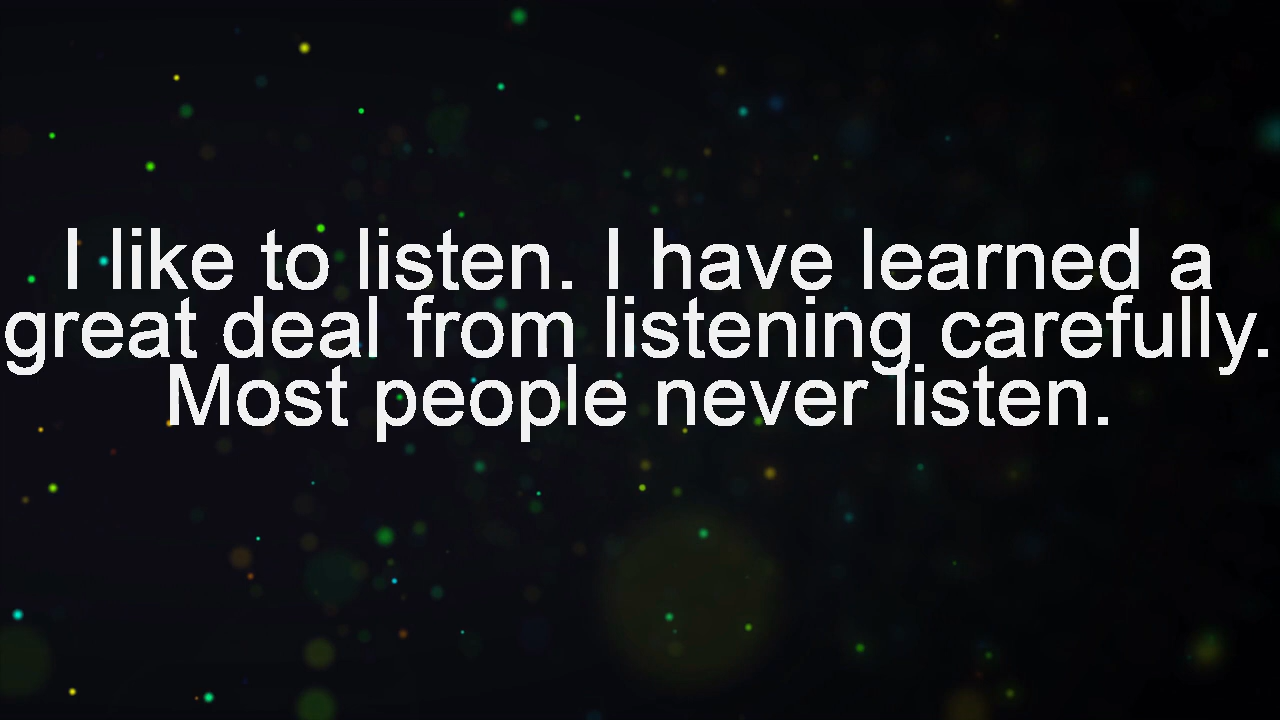 I like to listen. I have learned a
great deal from listening carefully.
Most people never listen.